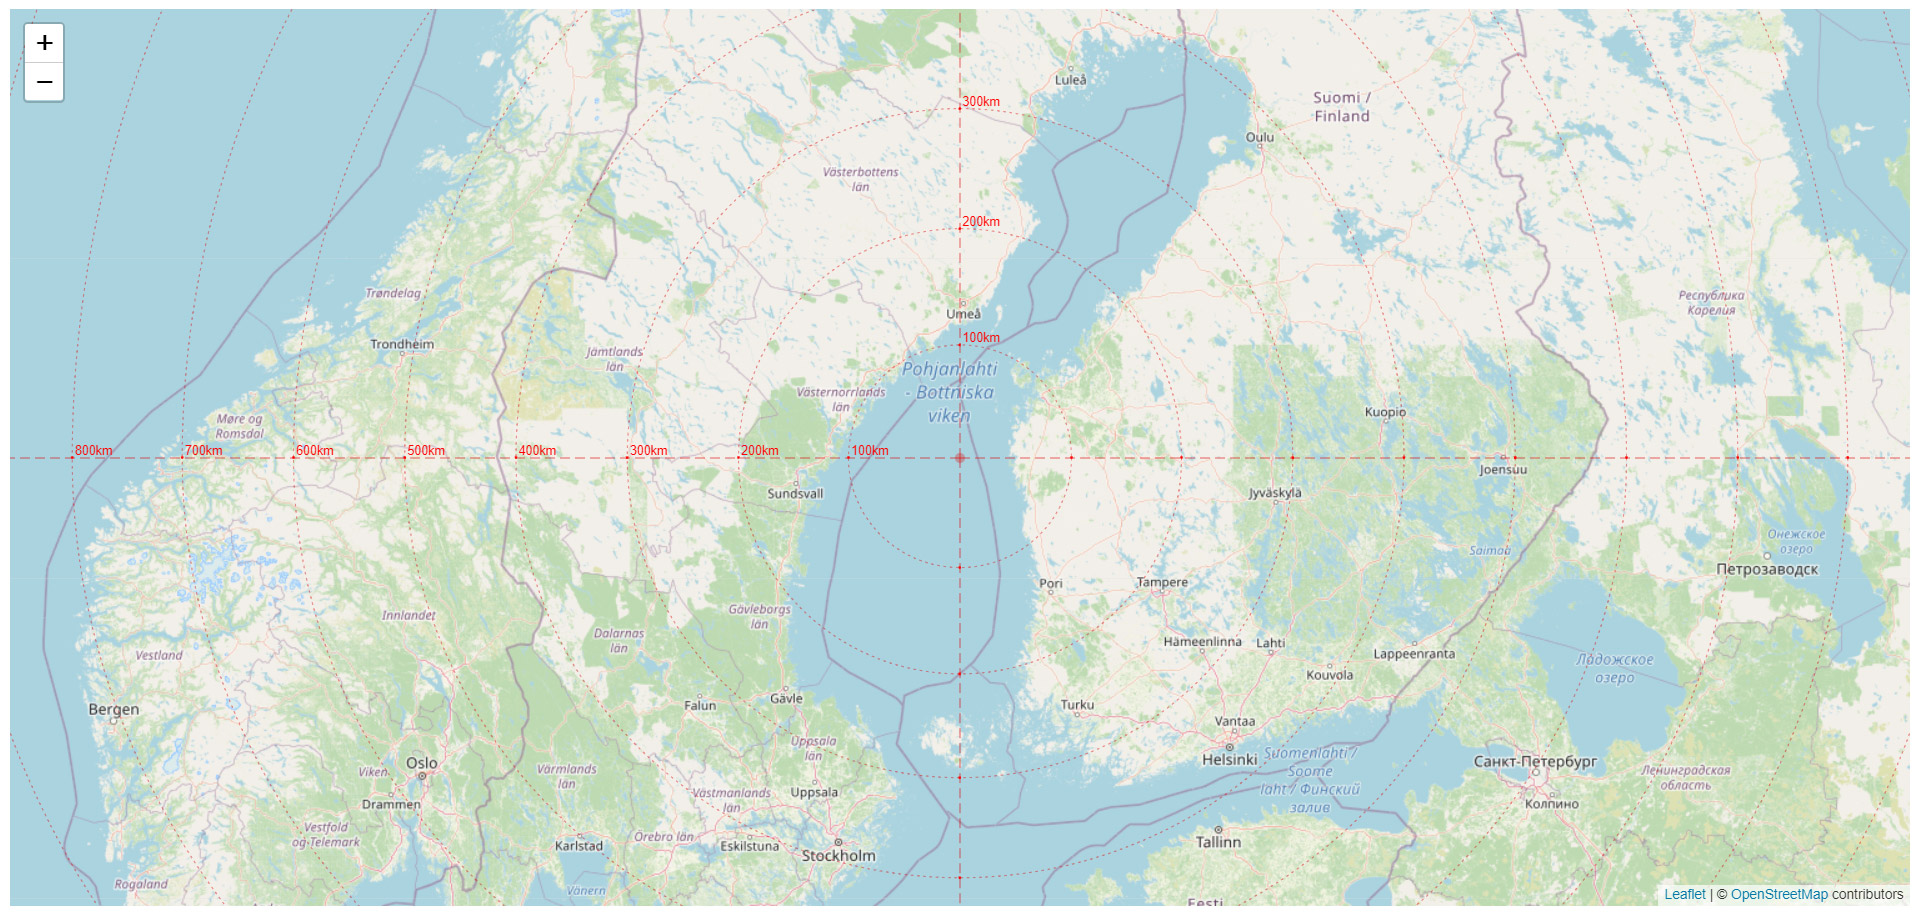 +
−
Luleå
300km
Suomi /
Finland
Oulu
Västerbottens
län
200km
Trøndelag
Республика
Карелия
Umeå
100km
Trondheim
Jämtlands
län
Pohjanlahti
- Bottniska
viken
Västernorrlands
län
Møre og
Romsdal
Kuopio
800km
700km
600km
500km
400km
300km
200km
100km
Joensuu
Sundsvall
Jyväskylä
Онежское
озеро
Saimaa
Петрозаводск
Pori
Tampere
Innlandet
Gävleborgs
län
Dalarnas
län
Hämeenlinna
Lahti
Vestland
Lappeenranta
Ладожское
озеро
Kouvola
Bergen
Falun
Gävle
Turku
Vantaa
Helsinki
Uppsala
län
Suomenlahti /
Soome
laht / Финский
залив
Санкт-Петербург
Oslo
Viken
Värmlands
län
Ленинградская
область
Drammen
Västmanlands
län
Uppsala
Колпино
Vestfold
og Telemark
Örebro län
Karlstad
Eskilstuna
Stockholm
Tallinn
Rogaland
Vänern
Eesti
Leaflet | © OpenStreetMap contributors